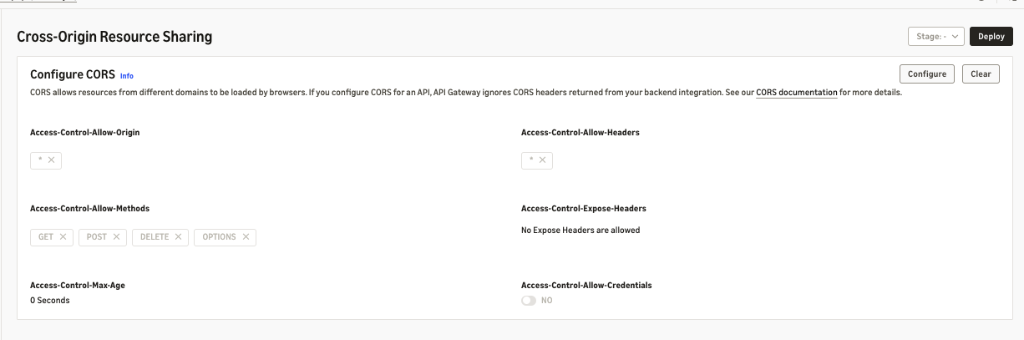 Cross-Origin Resource Sharing
Stage: -
Deploy
Configure CORS Info
Configure
Clear
CORS allows resources from different domains to be loaded by browsers. If you configure CORS for an API, API Gateway ignores CORS headers returned from your backend integration. See our CORS documentation for more details.
Access-Control-Allow-Origin
*
Access-Control-Allow-Headers
*
Access-Control-Allow-Methods
GET POST DELETE OPTIONS
Access-Control-Expose-Headers
No Expose Headers are allowed
Access-Control-Max-Age
0 Seconds
Access-Control-Allow-Credentials
NO